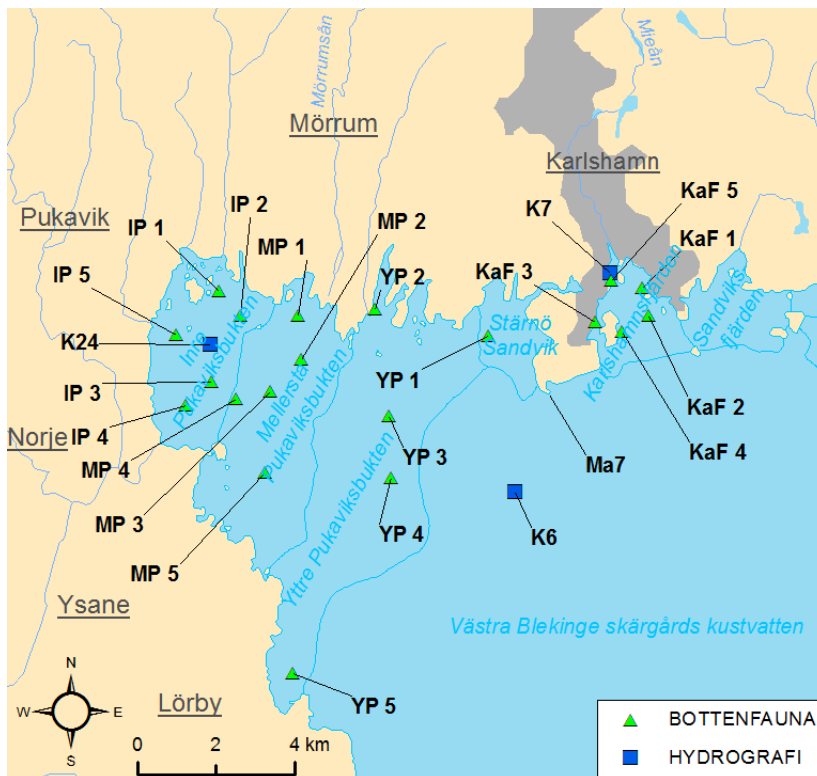 Mörrumsån
Mieån
Mörrum
Karlshamn
Pukavik
IP 1
IP 2
MP 1
MP 2
YP 2
K7
KaF 5
KaF 1
KaF 3
IP 5
K24
IP 3
IP 4
Norje
MP 4
MP 3
MP 5
Inre
Pukaviksbukten
Mellersta
Pukaviksbukten
Yttre Pukaviksbukten
YP 1
YP 3
YP 4
Stärnö
Sandvik
Karlshamnsfjärden
Sandviks-
fjärden
KaF 2
KaF 4
Ma7
K6
Ysane
Västra Blekinge skärgårds kustvatten
YP 5
Lörby
N
W
E
S
0 2 4 km
BOTTENFAUNA
HYDROGRAFI